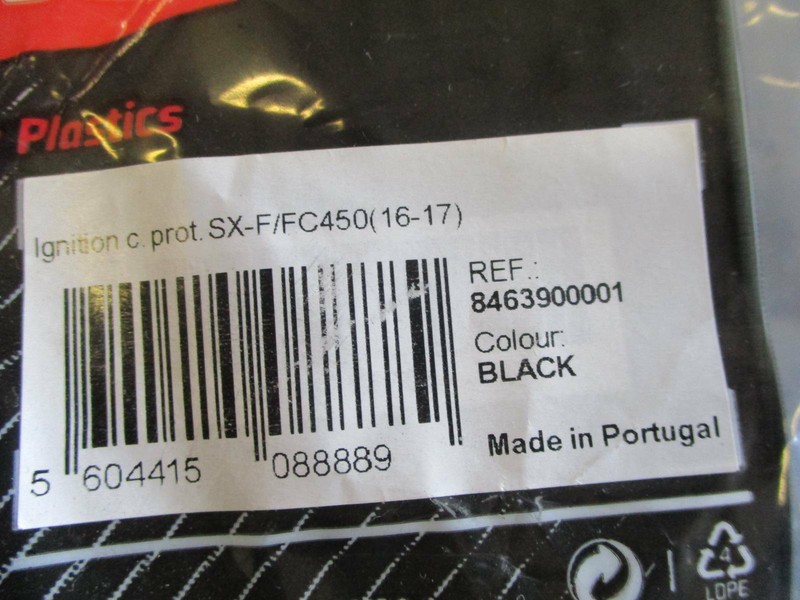 Plastics
Ignition c. prot. SX-F/FC450(16-17)
REF.:
8463900001
Colour:
BLACK
Made in Portugal
5 604415 088889
4
LDPE